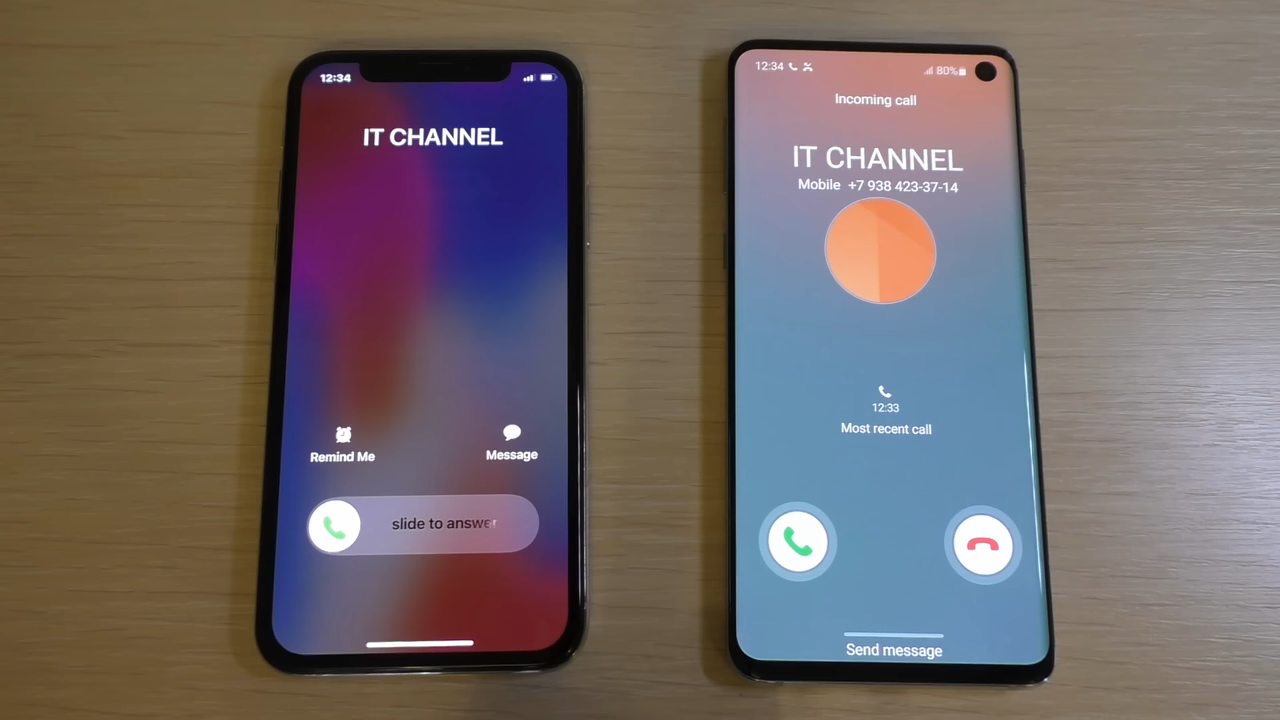 12:34
IT CHANNEL
Remind Me
Message
slide to answer
12:34
80%
Incoming call
IT CHANNEL
Mobile +7 938 423-37-14
12:33
Most recent call
Send message